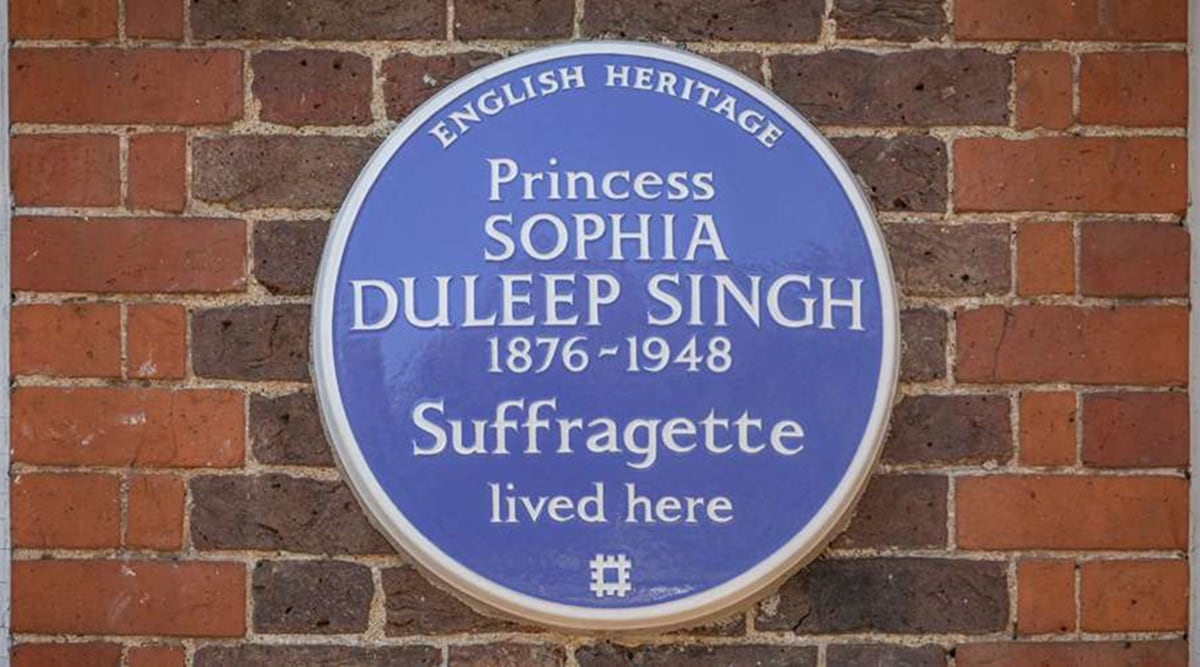 ENGLISH HERITAGE
Princess
SOPHIA
DULEEP SINGH
1876-1948
Suffragette
lived here